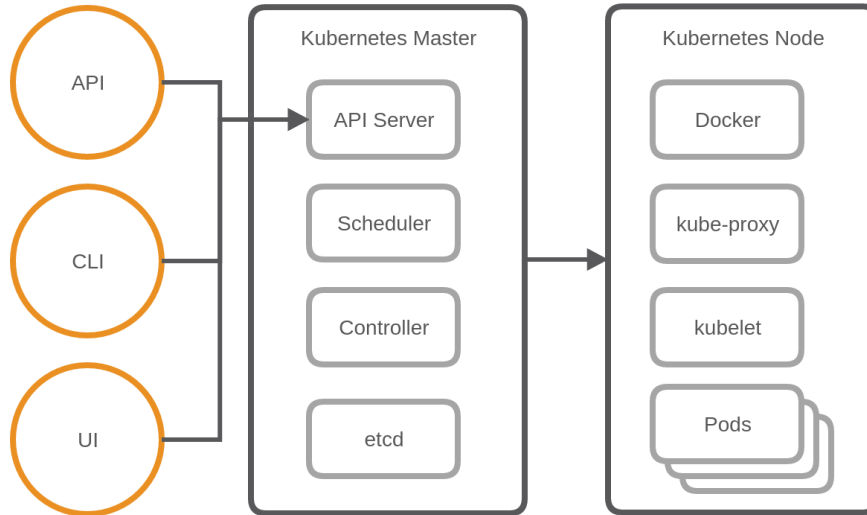 API
CLI
UI
Kubernetes Master
API Server
Scheduler
Controller
etcd
Kubernetes Node
Docker
kube-proxy
kubelet
Pods